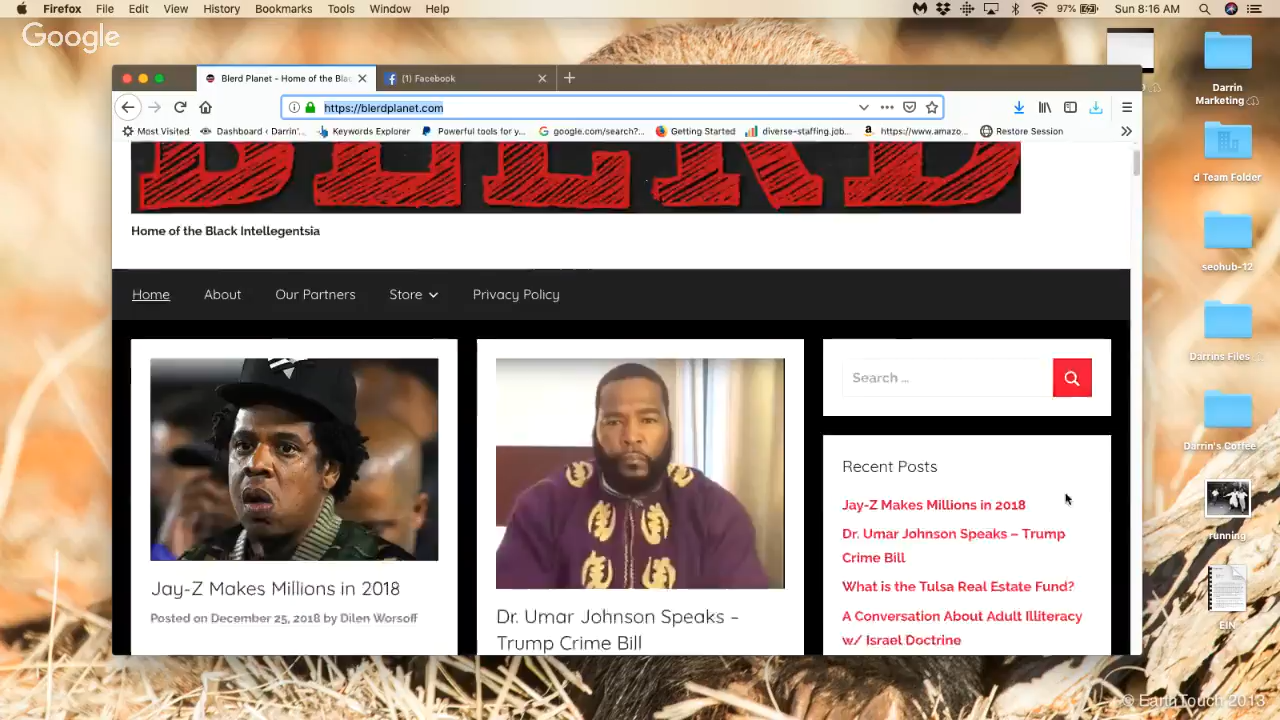 Firefox File Edit View History Bookmarks Tools Window Help 97% Sun 8:16 AM
Google
Blerd Planet - Home of the Blac
(1) Facebook
https://blerdplanet.com
Most Visited Dashboard ‹ Darrin'... Keywords Explorer Powerful tools for y... google.com/search?... Getting Started diverse-staffing.job... https://www.amazo... Restore Session
BLERD
Home of the Black Intellegentsia
Home About Our Partners Store Privacy Policy
Search ...
Recent Posts
Jay-Z Makes Millions in 2018
Dr. Umar Johnson Speaks – Trump
Crime Bill
What is the Tulsa Real Estate Fund?
A Conversation About Adult Illiteracy
w/ Israel Doctrine
Jay-Z Makes Millions in 2018
Posted on December 25, 2018 by Dilen Worsoff
Dr. Umar Johnson Speaks –
Trump Crime Bill
Darrin
Marketing
d Team Folder
seohub-12
Darrins Files
Darrin's Coffee
running
EIN
© EarthTouch 2013